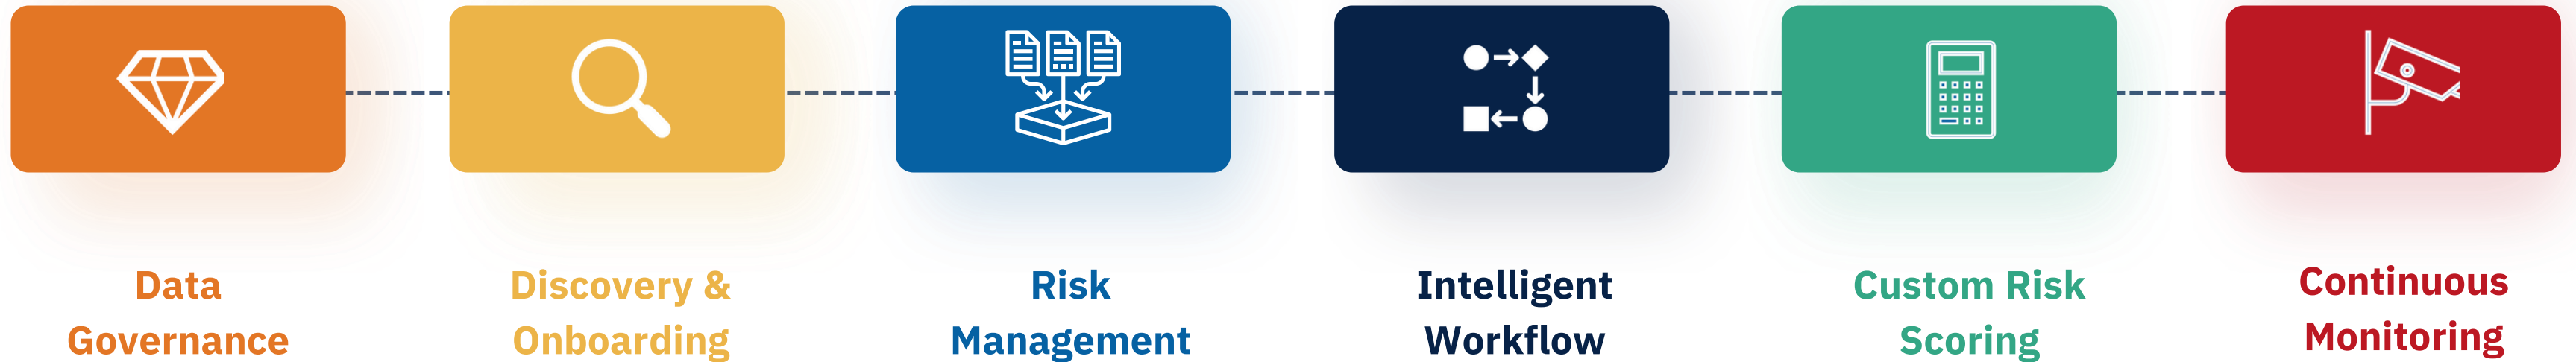 Data
Governance
Discovery &
Onboarding
Risk
Management
Intelligent
Workflow
Custom Risk
Scoring
Continuous
Monitoring